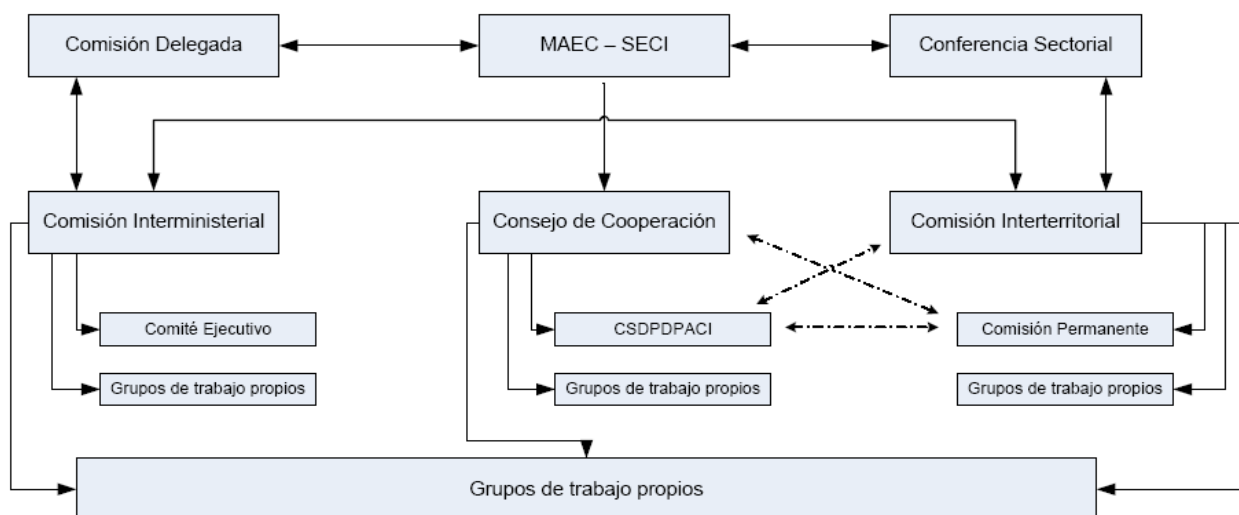 Comisión Delegada
MAEC – SECI
Conferencia Sectorial
Comisión Interministerial
Consejo de Cooperación
Comisión Interterritorial
Comité Ejecutivo
CSDPDPACI
Comisión Permanente
Grupos de trabajo propios
Grupos de trabajo propios
Grupos de trabajo propios
Grupos de trabajo propios